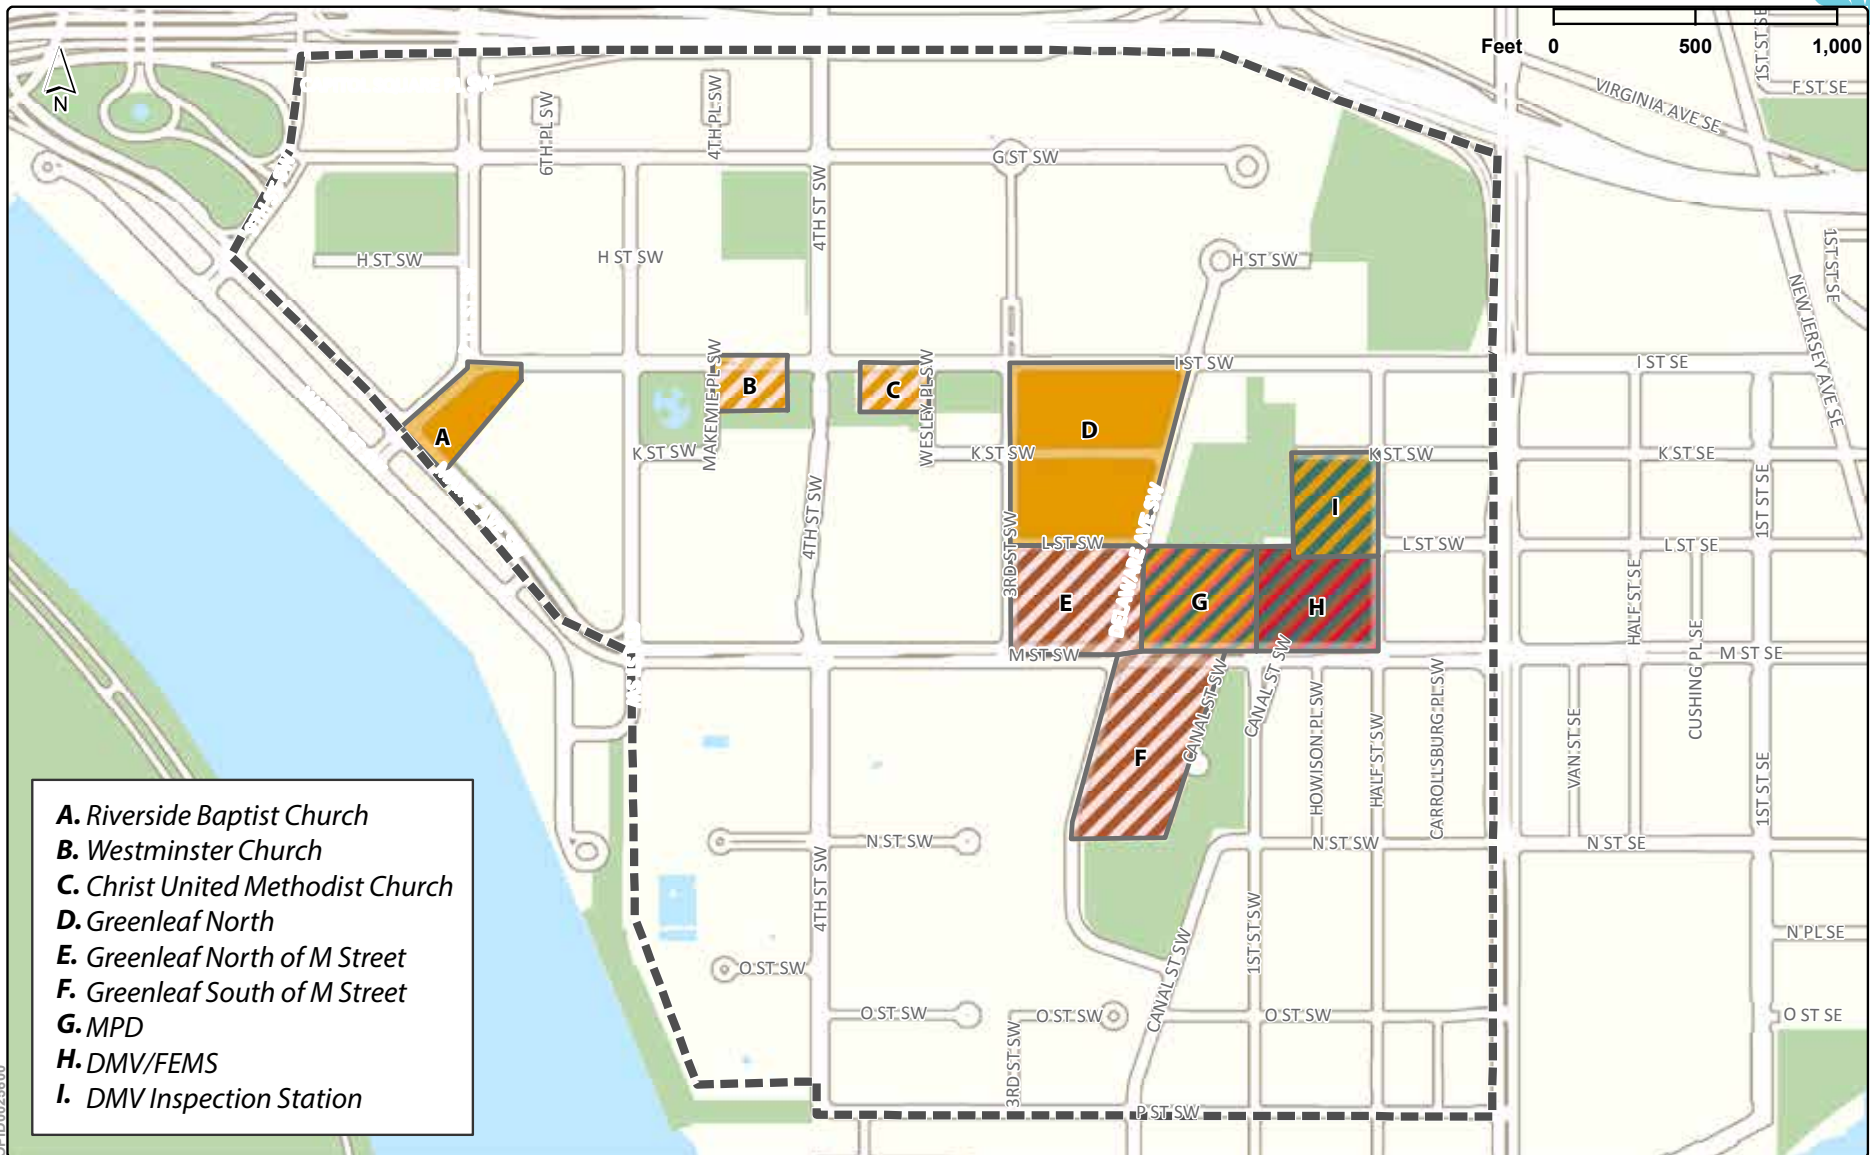 Feet 0 500 1,000
N
1ST ST SE
F ST SE
VIRGINIA AVE SE
6TH PL SW
4TH PL SW
G ST SW
4TH ST SW
H ST SW
H ST SW
H ST SW
1ST ST SE
NEW JERSEY AVE SE
I ST SW
I ST SE
MAKEMIE PL SW
B
C
WESLEY PL SW
A
D
K ST SW
K ST SW
K ST SW
K ST SE
4TH ST SW
3RD ST SW
DELAWARE AVE SW
I
1ST ST SE
L ST SW
L ST SW
L ST SE
E
G
H
HALF ST SE
CUSHING PL SE
M ST SW
M ST SE
CANAL ST SW
CANAL ST SW
F
HOWISON PL SW
HALF ST SW
CARROLLSBURG PL SW
VAN ST SE
1ST ST SE
N ST SW
N ST SW
N ST SE
4TH ST SW
1ST ST SW
N PL SE
O ST SW
CANAL ST SW
O ST SW
O ST SW
O ST SW
O ST SE
3RD ST SW
P ST SW
A. Riverside Baptist Church
B. Westminster Church
C. Christ United Methodist Church
D. Greenleaf North
E. Greenleaf North of M Street
F. Greenleaf South of M Street
G. MPD
H. DMV/FEMS
I. DMV Inspection Station